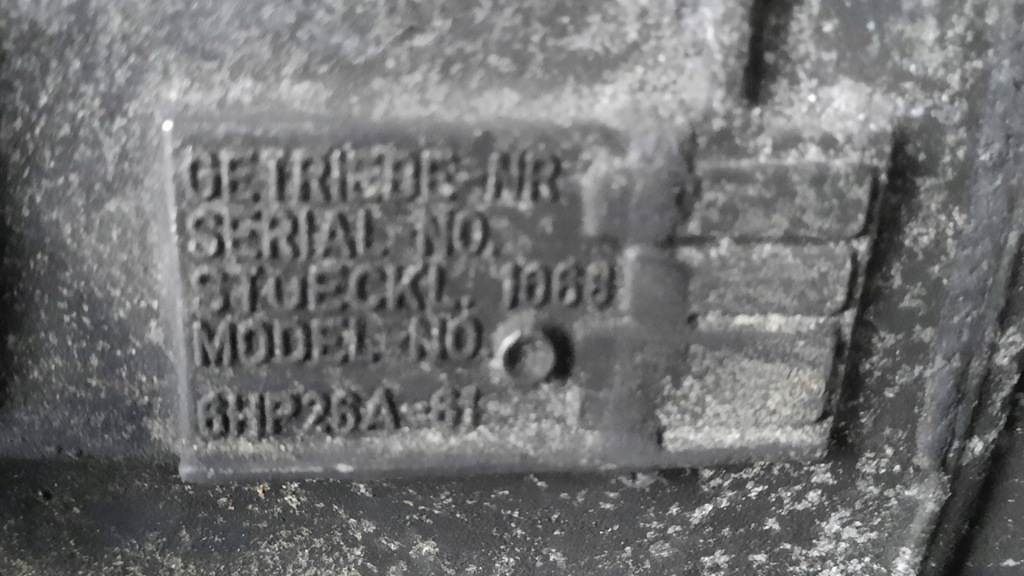 GETRIEBE-NR
SERIAL NO.
STUECKL. 1068
MODEL NO.
6HP26A-61